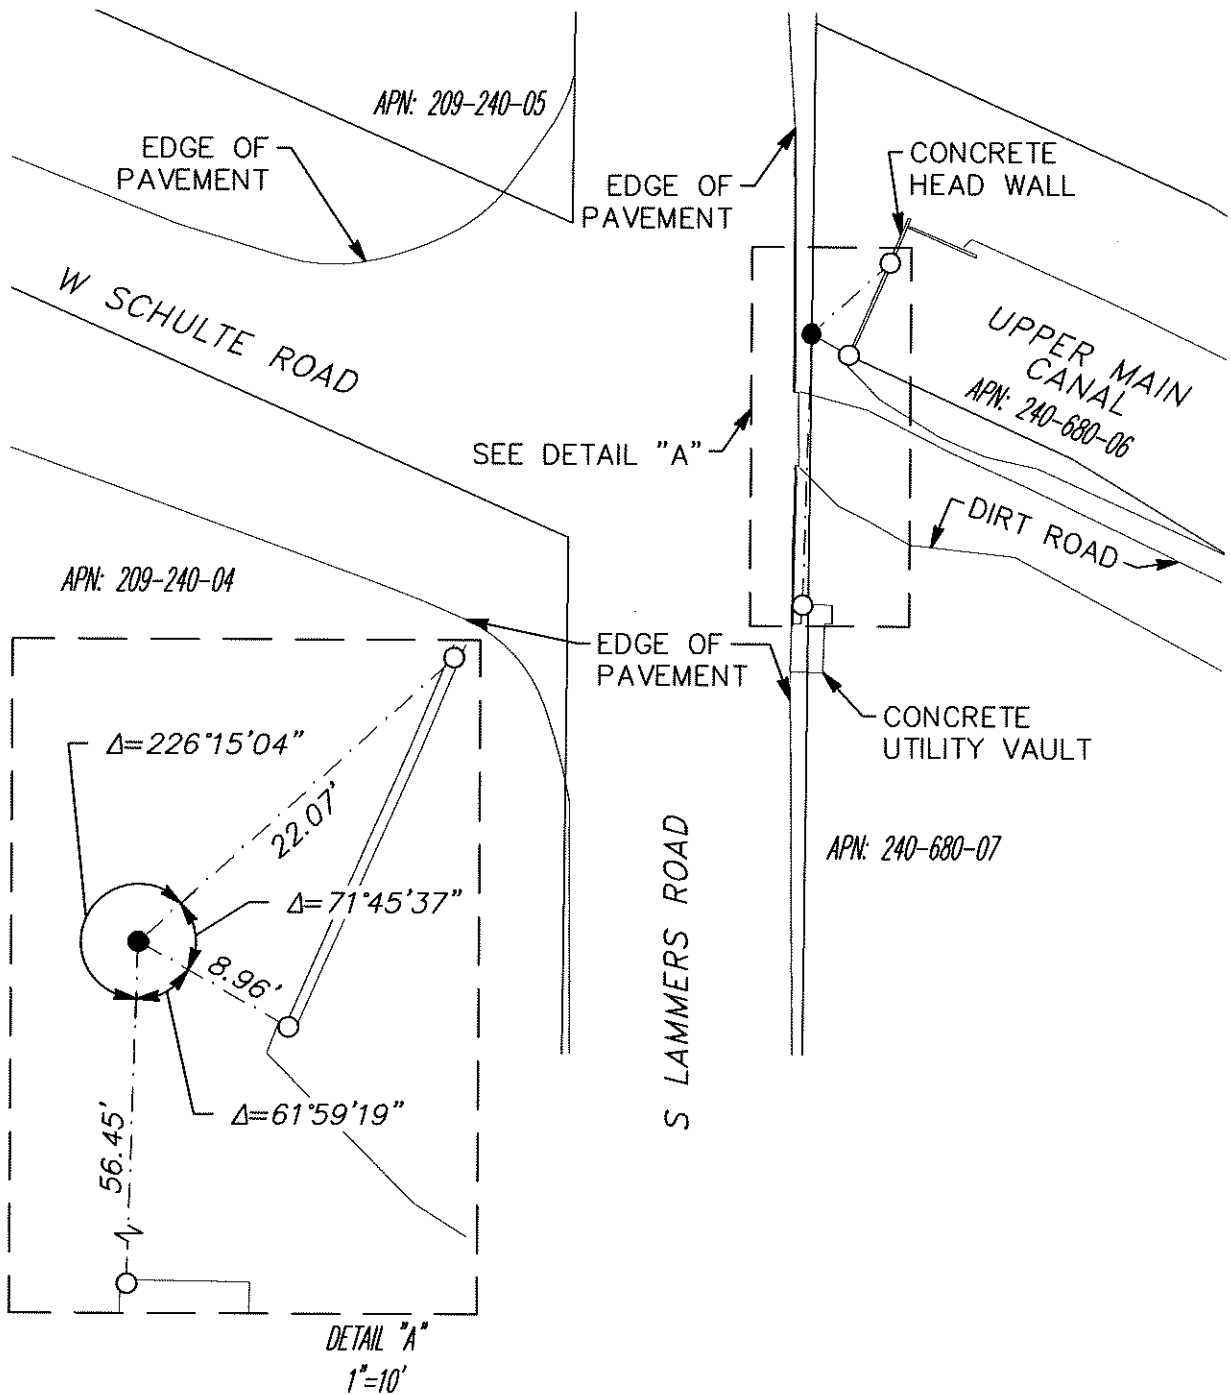 APN: 209-240-05
EDGE OF
PAVEMENT
EDGE OF
PAVEMENT
CONCRETE
HEAD WALL
W SCHULTE ROAD
UPPER MAIN
CANAL
APN: 240-680-06
SEE DETAIL "A"
DIRT ROAD
APN: 209-240-04
EDGE OF
PAVEMENT
CONCRETE
UTILITY VAULT
Δ=226°15'04"
22.07'
APN: 240-680-07
Δ=71°45'37"
8.96'
S LAMMERS ROAD
Δ=61°59'19"
56.45'
DETAIL "A"
1"=10'